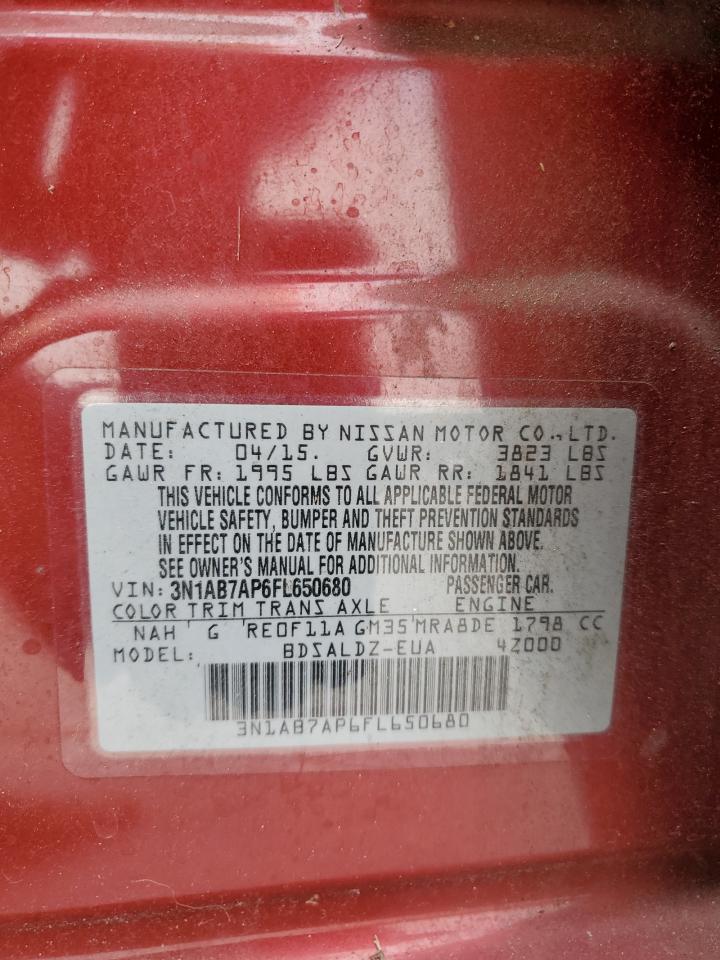 MANUFACTURED BY NISSAN MOTOR CO., LTD.
DATE: 04/15. GVWR: 3823 LBS
GAWR FR: 1995 LBS GAWR RR: 1841 LBS
THIS VEHICLE CONFORMS TO ALL APPLICABLE FEDERAL MOTOR
VEHICLE SAFETY, BUMPER AND THEFT PREVENTION STANDARDS
IN EFFECT ON THE DATE OF MANUFACTURE SHOWN ABOVE.
SEE OWNER'S MANUAL FOR ADDITIONAL INFORMATION.
VIN: 3N1AB7AP6FL650680 PASSENGER CAR.
COLOR TRIM TRANS AXLE ENGINE
NAH G RE0F11A GM35 MRA8DE 1798 CC
MODEL: BDSALDZ-EUA 4Z000
3N1AB7AP6FL650680